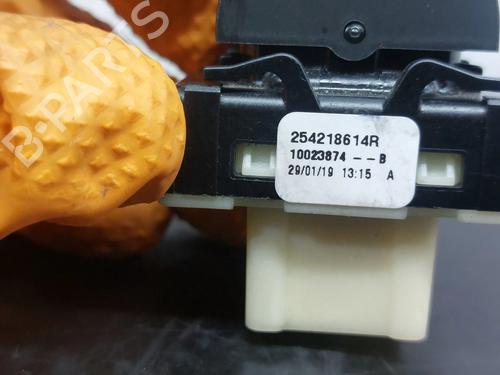 B-PARTS
254218614R
10023874 -- B
29/01/19 13:15 A